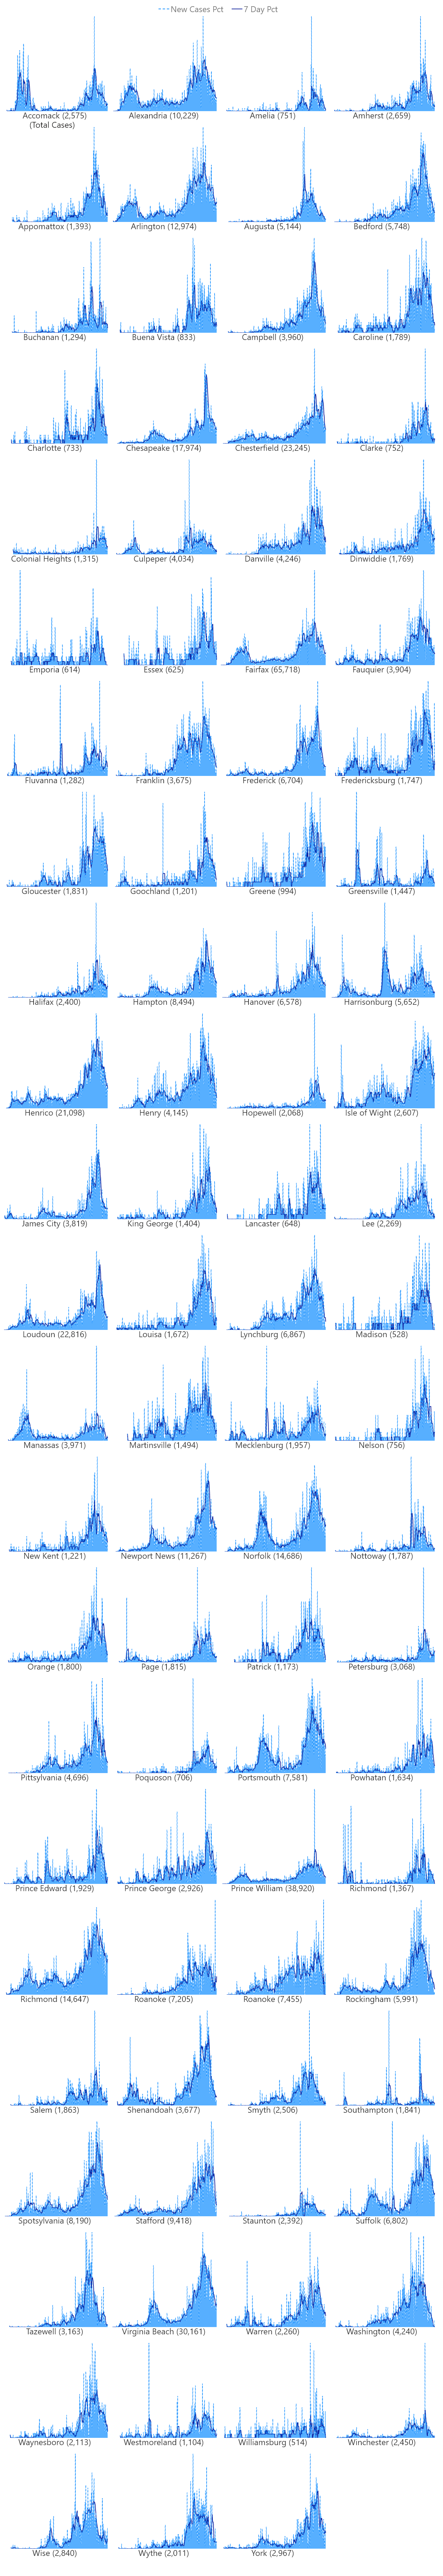 New Cases Pct 7 Day Pct
Accomack (2,575) Alexandria (10,229) Amelia (751) Amherst (2,659)
(Total Cases)
Appomattox (1,393) Arlington (12,974) Augusta (5,144) Bedford (5,748)
Buchanan (1,294) Buena Vista (833) Campbell (3,960) Caroline (1,789)
Charlotte (733) Chesapeake (17,974) Chesterfield (23,245) Clarke (752)
Colonial Heights (1,315) Culpeper (4,034) Danville (4,246) Dinwiddie (1,769)
Emporia (614) Essex (625) Fairfax (65,718) Fauquier (3,904)
Fluvanna (1,282) Franklin (3,675) Frederick (6,704) Fredericksburg (1,747)
Gloucester (1,831) Goochland (1,201) Greene (994) Greensville (1,447)
Halifax (2,400) Hampton (8,494) Hanover (6,578) Harrisonburg (5,652)
Henrico (21,098) Henry (4,145) Hopewell (2,068) Isle of Wight (2,607)
James City (3,819) King George (1,404) Lancaster (648) Lee (2,269)
Loudoun (22,816) Louisa (1,672) Lynchburg (6,867) Madison (528)
Manassas (3,971) Martinsville (1,494) Mecklenburg (1,957) Nelson (756)
New Kent (1,221) Newport News (11,267) Norfolk (14,686) Nottoway (1,787)
Orange (1,800) Page (1,815) Patrick (1,173) Petersburg (3,068)
Pittsylvania (4,696) Poquoson (706) Portsmouth (7,581) Powhatan (1,634)
Prince Edward (1,929) Prince George (2,926) Prince William (38,920) Richmond (1,367)
Richmond (14,647) Roanoke (7,205) Roanoke (7,455) Rockingham (5,991)
Salem (1,863) Shenandoah (3,677) Smyth (2,506) Southampton (1,841)
Spotsylvania (8,190) Stafford (9,418) Staunton (2,392) Suffolk (6,802)
Tazewell (3,163) Virginia Beach (30,161) Warren (2,260) Washington (4,240)
Waynesboro (2,113) Westmoreland (1,104) Williamsburg (514) Winchester (2,450)
Wise (2,840) Wythe (2,011) York (2,967)